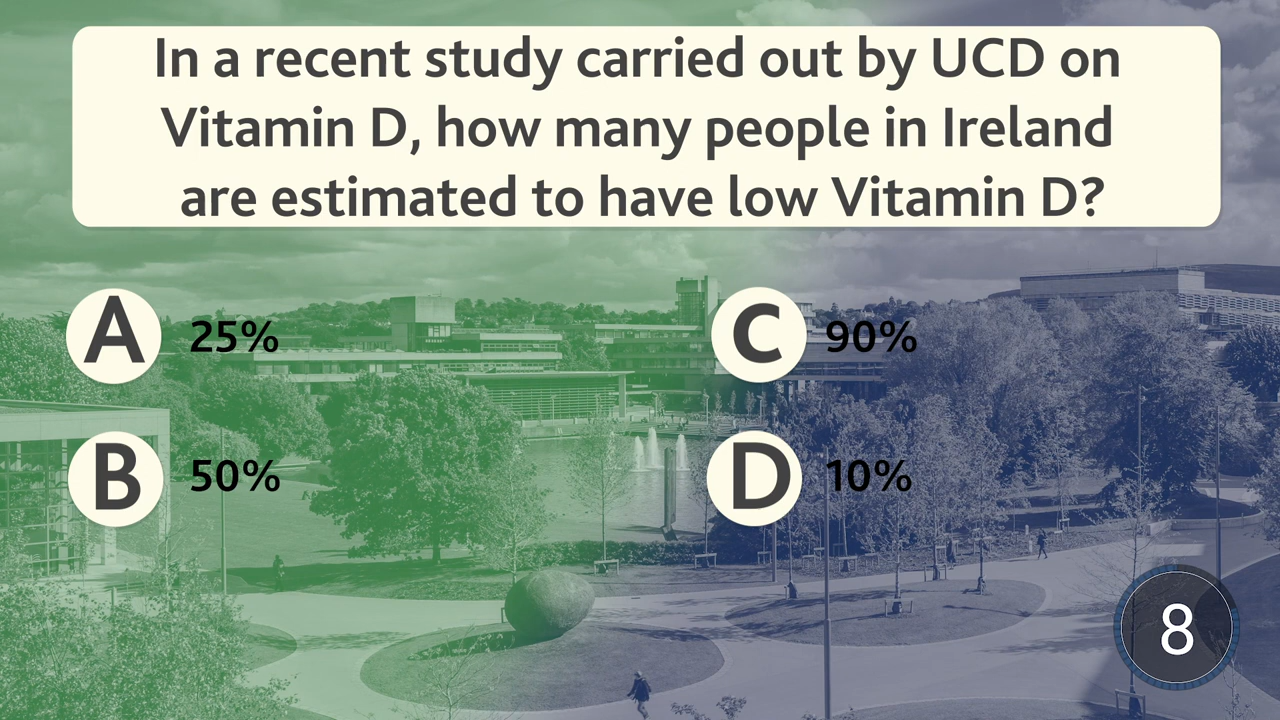 In a recent study carried out by UCD on
Vitamin D, how many people in Ireland
are estimated to have low Vitamin D?
A 25%
C 90%
B 50%
D 10%
8